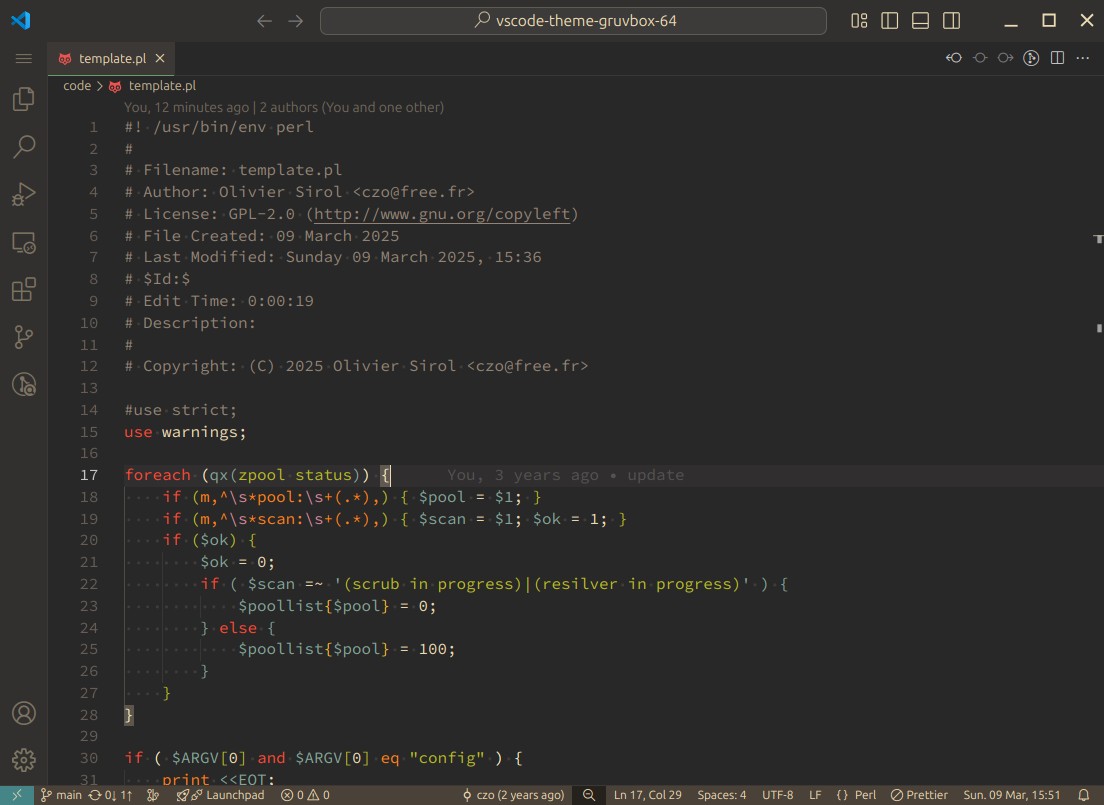 vscode-theme-gruvbox-64
template.pl
code > template.pl
You, 12 minutes ago | 2 authors (You and one other)
1 #! /usr/bin/env perl
2 #
3 # Filename: template.pl
4 # Author: Olivier Sirol <czo@free.fr>
5 # License: GPL-2.0 (http://www.gnu.org/copyleft)
6 # File Created: 09 March 2025
7 # Last Modified: Sunday 09 March 2025, 15:36
8 # $Id:$
9 # Edit Time: 0:00:19
10 # Description:
11 #
12 # Copyright: (C) 2025 Olivier Sirol <czo@free.fr>
13
14 #use strict;
15 use warnings;
16
17 foreach (qx(zpool status)) { You, 3 years ago • update
18     if (m,^\s*pool:\s+(.*),) { $pool = $1; }
19     if (m,^\s*scan:\s+(.*),) { $scan = $1; $ok = 1; }
20     if ($ok) {
21         $ok = 0;
22         if ( $scan =~ '(scrub in progress)|(resilver in progress)' ) {
23             $poollist{$pool} = 0;
24         } else {
25             $poollist{$pool} = 100;
26         }
27     }
28 }
29
30 if ( $ARGV[0] and $ARGV[0] eq "config" ) {
31     print <<EOT;
main 0↓ 1↑ Launchpad 0 0 czo (2 years ago) Ln 17, Col 29 Spaces: 4 UTF-8 LF {} Perl Prettier Sun. 09 Mar, 15:51